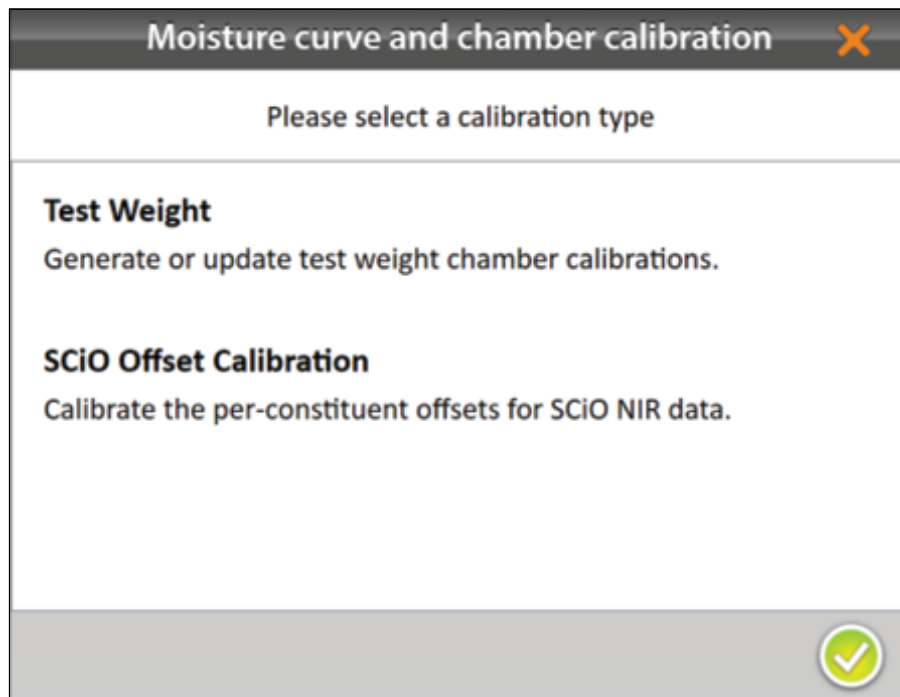 Moisture curve and chamber calibration
Please select a calibration type
Test Weight
Generate or update test weight chamber calibrations.
SCiO Offset Calibration
Calibrate the per-constituent offsets for SCiO NIR data.